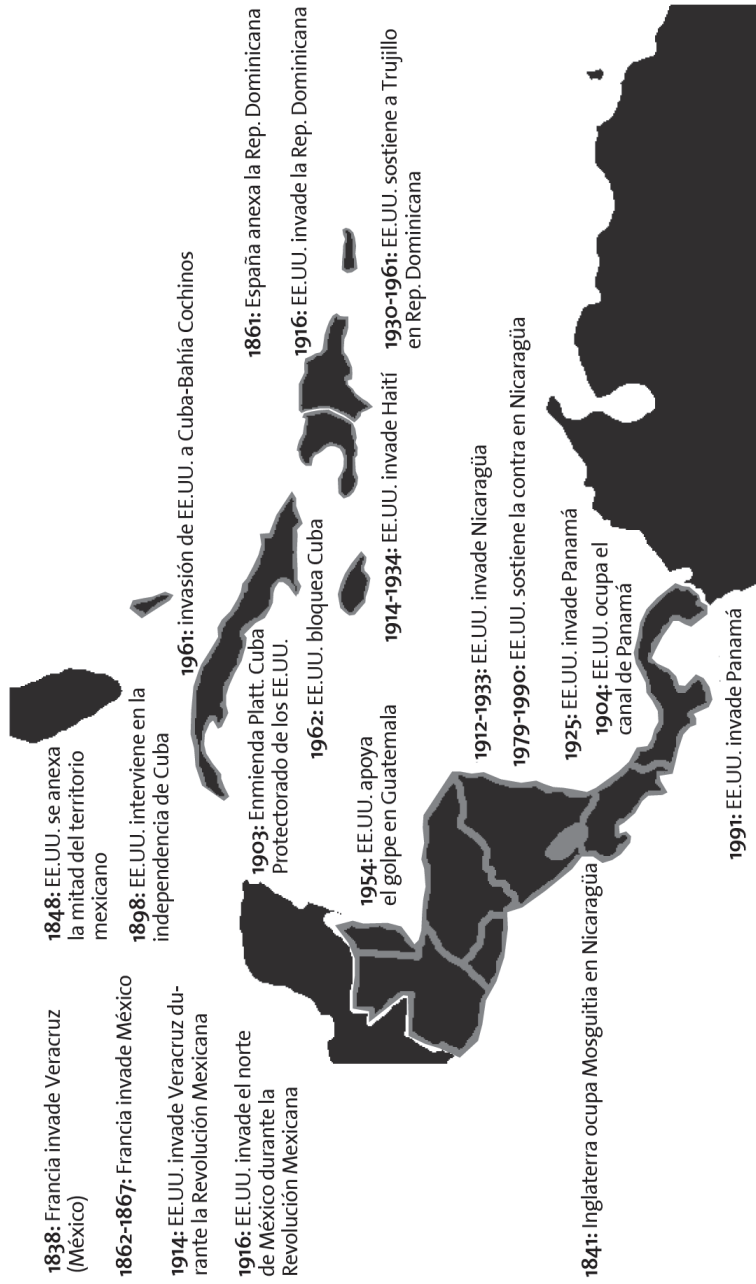 1838: Francia invade Veracruz
(México)
1862-1867: Francia invade México
1914: EE.UU. invade Veracruz du-
rante la Revolución Mexicana
1916: EE.UU. invade el norte
de México durante la
Revolución Mexicana
1848: EE.UU. se anexa
la mitad del territorio
mexicano
1898: EE.UU. interviene en la
independencia de Cuba
1961: invasión de EE.UU. a Cuba-Bahía Cochinos
1903: Enmienda Platt. Cuba
Protectorado de los EE.UU.
1962: EE.UU. bloquea Cuba
1861: España anexa la Rep. Dominicana
1916: EE.UU. invade la Rep. Dominicana
1930-1961: EE.UU. sostiene a Trujillo
en Rep. Dominicana
1914-1934: EE.UU. invade Haití
1954: EE.UU. apoya
el golpe en Guatemala
1912-1933: EE.UU. invade Nicaragüa
1979-1990: EE.UU. sostiene la contra en Nicaragüa
1925: EE.UU. invade Panamá
1904: EE.UU. ocupa el
canal de Panamá
1841: Inglaterra ocupa Mosguitia en Nicaragüa
1991: EE.UU. invade Panamá